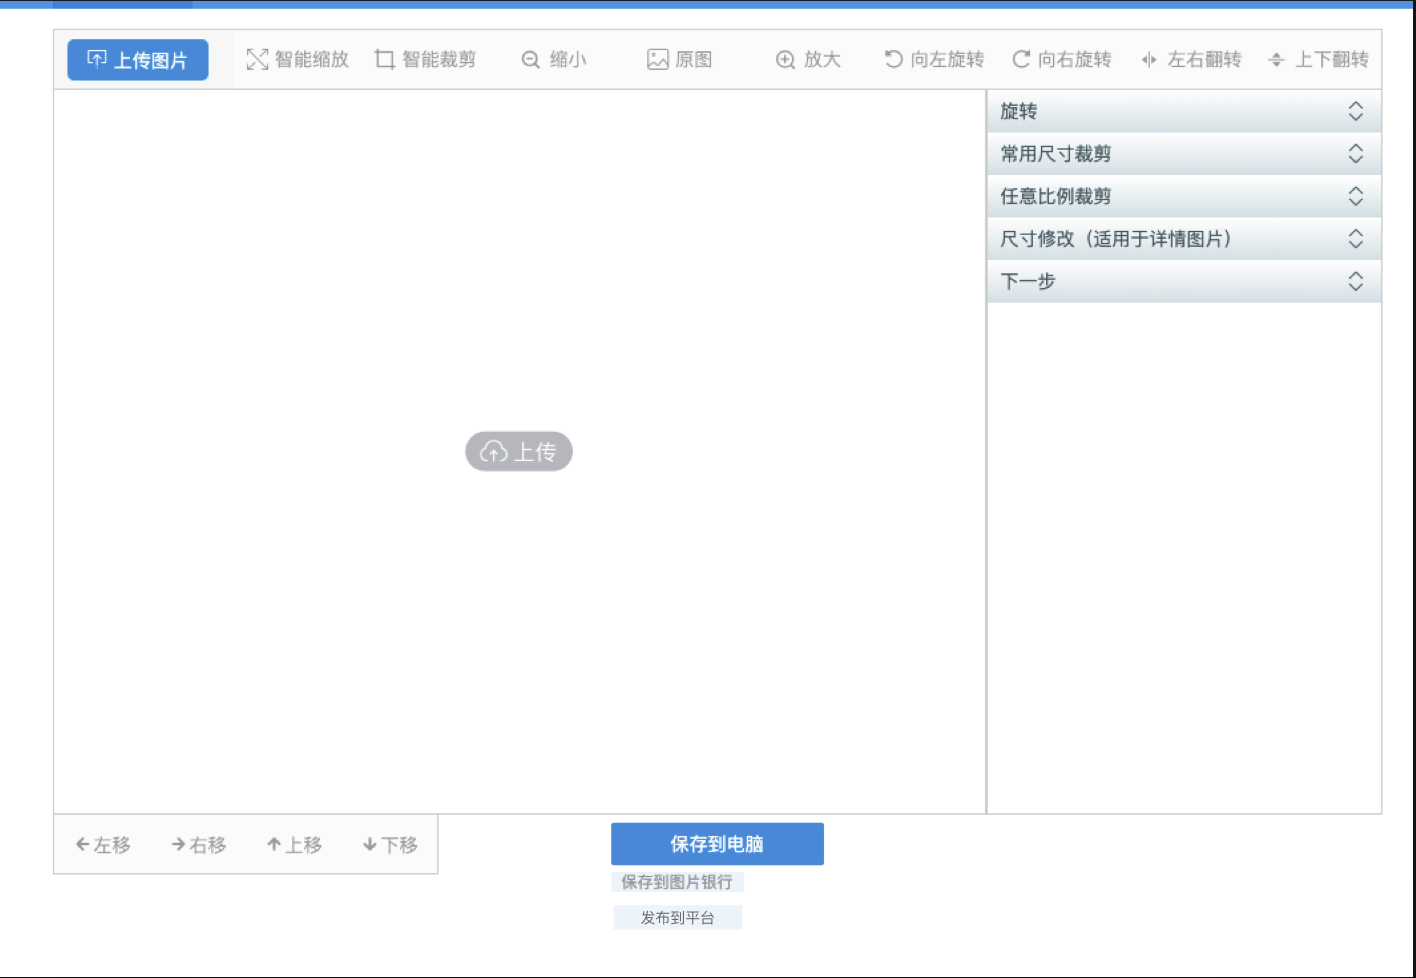 上传图片 智能缩放 智能裁剪 缩小 原图 放大 向左旋转 向右旋转 左右翻转 上下翻转
旋转
常用尺寸裁剪
任意比例裁剪
尺寸修改（适用于详情图片）
下一步
上传
左移 右移 上移 下移
保存到电脑
保存到图片银行
发布到平台